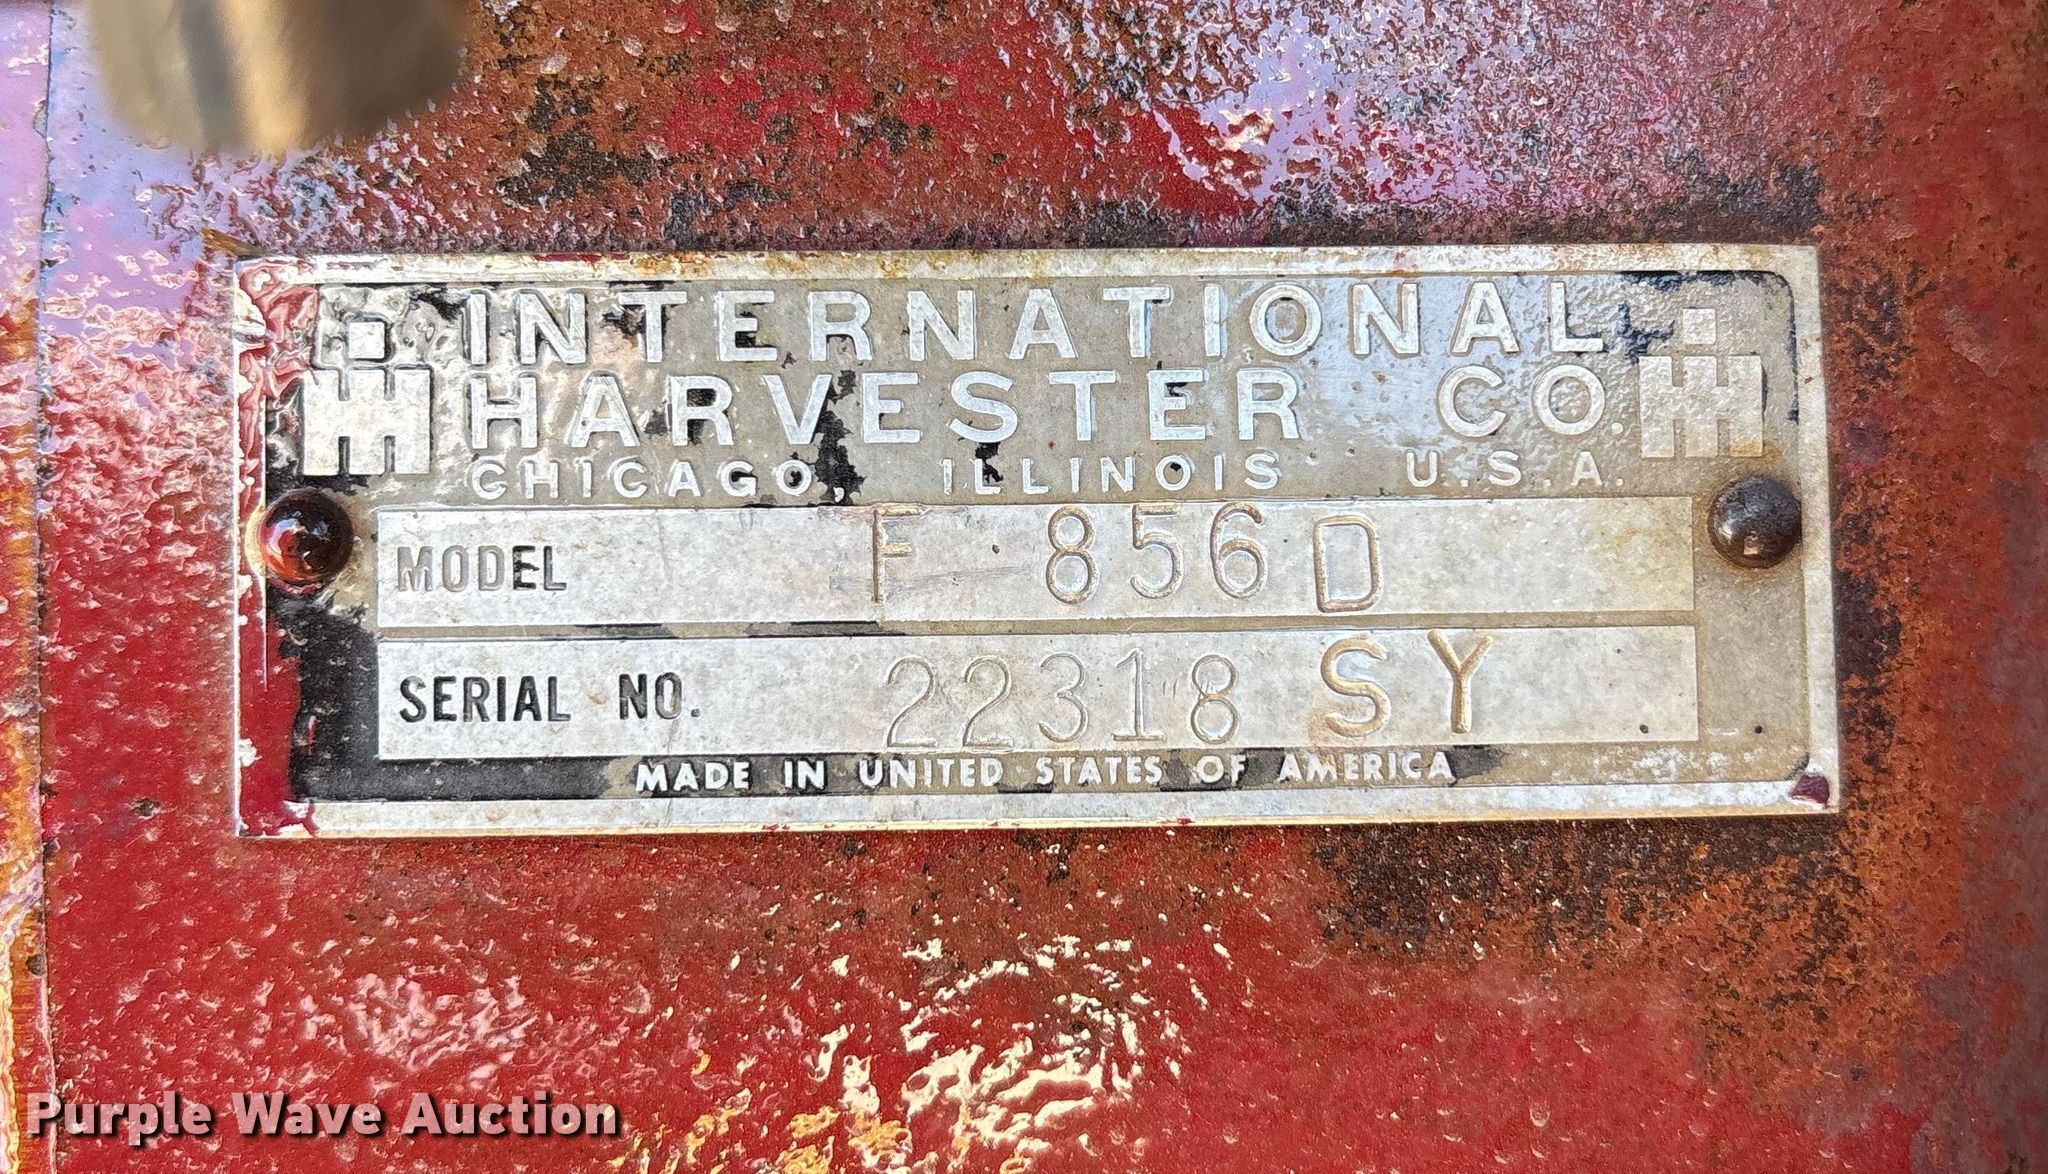 INTERNATIONAL
HARVESTER CO.
CHICAGO, ILLINOIS U.S.A.
MODEL F 856 D
SERIAL NO. 22318 SY
MADE IN UNITED STATES OF AMERICA
Purple Wave Auction